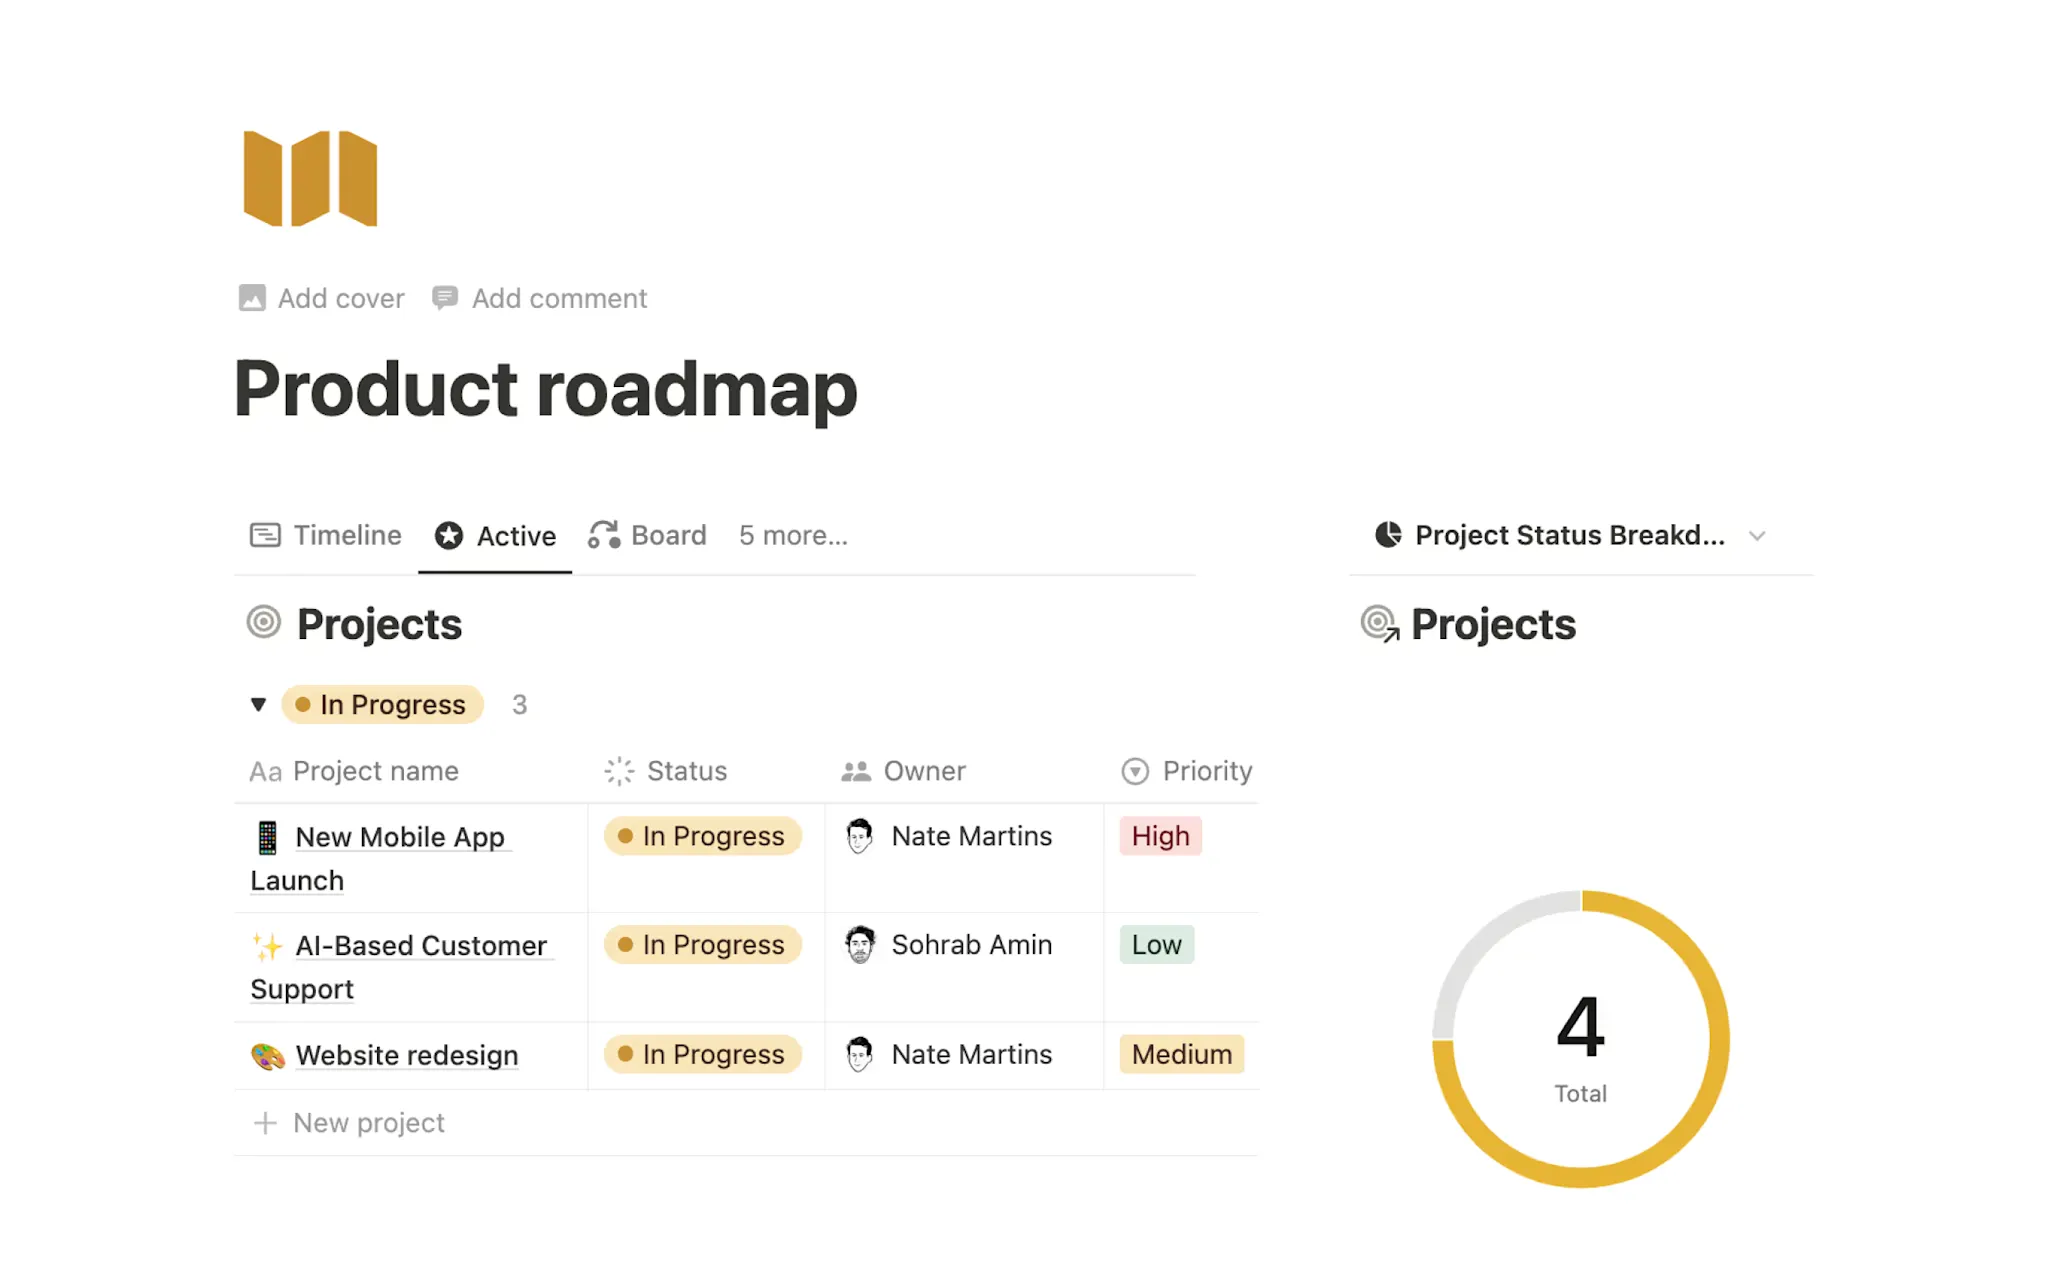 Add cover Add comment
Product roadmap
Timeline Active Board 5 more...
Projects
In Progress 3
Aa Project name Status Owner Priority
New Mobile App In Progress Nate Martins High
Launch
AI-Based Customer In Progress Sohrab Amin Low
Support
Website redesign In Progress Nate Martins Medium
New project
Project Status Breakd...
Projects
4
Total